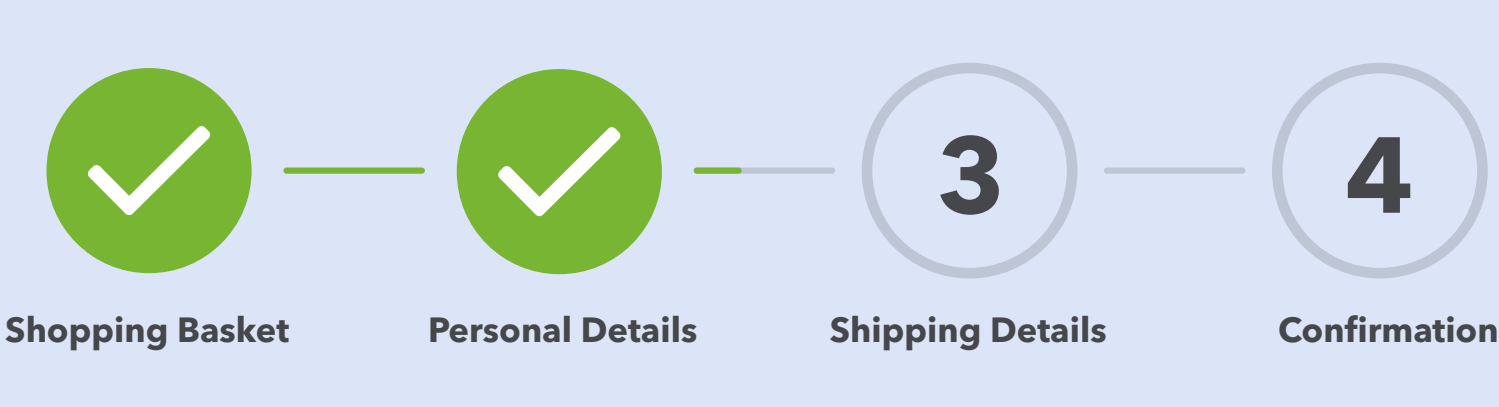 3
4
Shopping Basket
Personal Details
Shipping Details
Confirmation